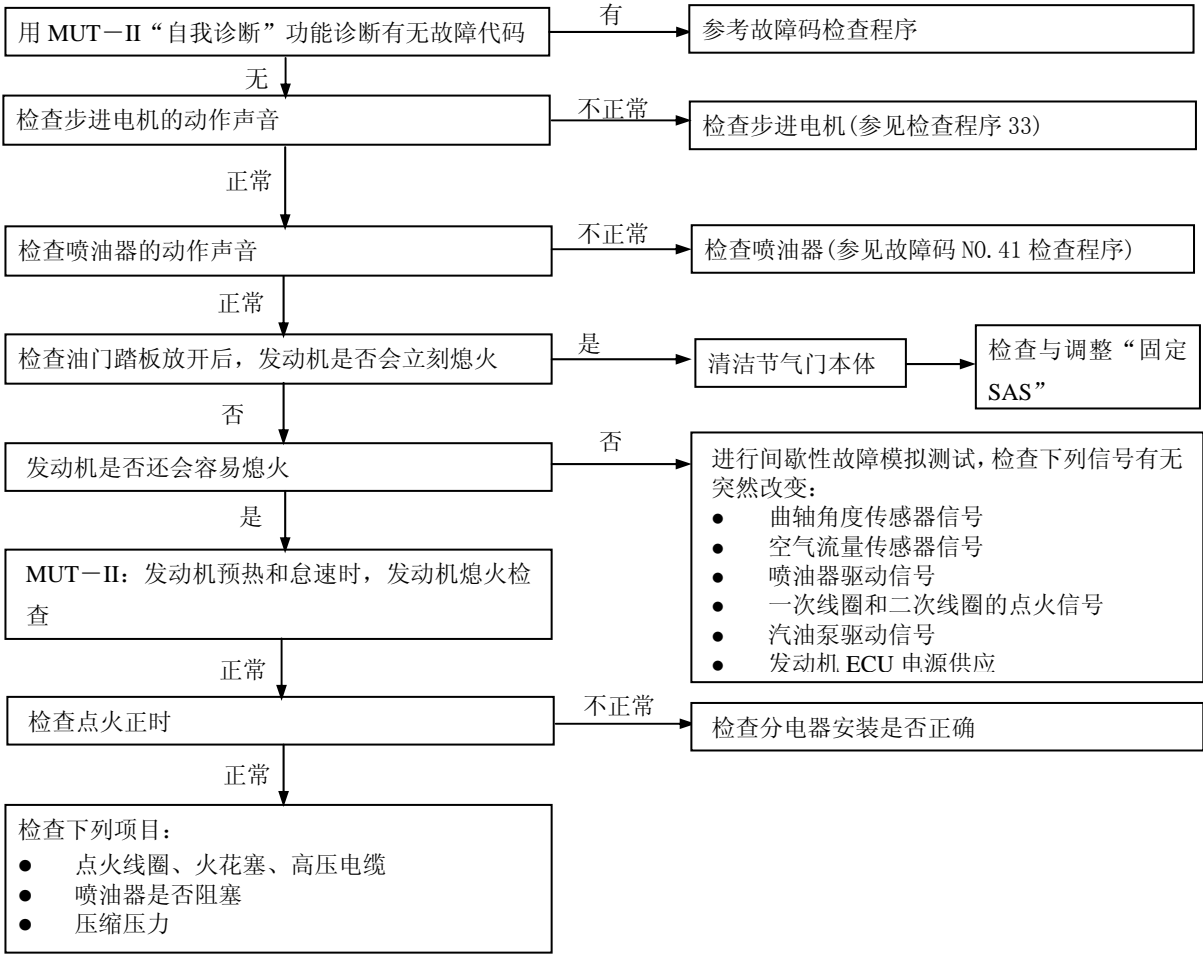 用 MUT－II“自我诊断”功能诊断有无故障代码
有
参考故障码检查程序
无
检查步进电机的动作声音
不正常
检查步进电机(参见检查程序 33)
正常
检查喷油器的动作声音
不正常
检查喷油器(参见故障码 NO.41 检查程序)
正常
检查油门踏板放开后，发动机是否会立刻熄火
是
清洁节气门本体
检查与调整“固定
SAS”
否
发动机是否还会容易熄火
否
进行间歇性故障模拟测试，检查下列信号有无
突然改变：
● 曲轴角度传感器信号
● 空气流量传感器信号
● 喷油器驱动信号
● 一次线圈和二次线圈的点火信号
● 汽油泵驱动信号
● 发动机 ECU 电源供应
是
MUT－II：发动机预热和怠速时，发动机熄火检
查
正常
检查点火正时
不正常
检查分电器安装是否正确
正常
检查下列项目：
● 点火线圈、火花塞、高压电缆
● 喷油器是否阻塞
● 压缩压力